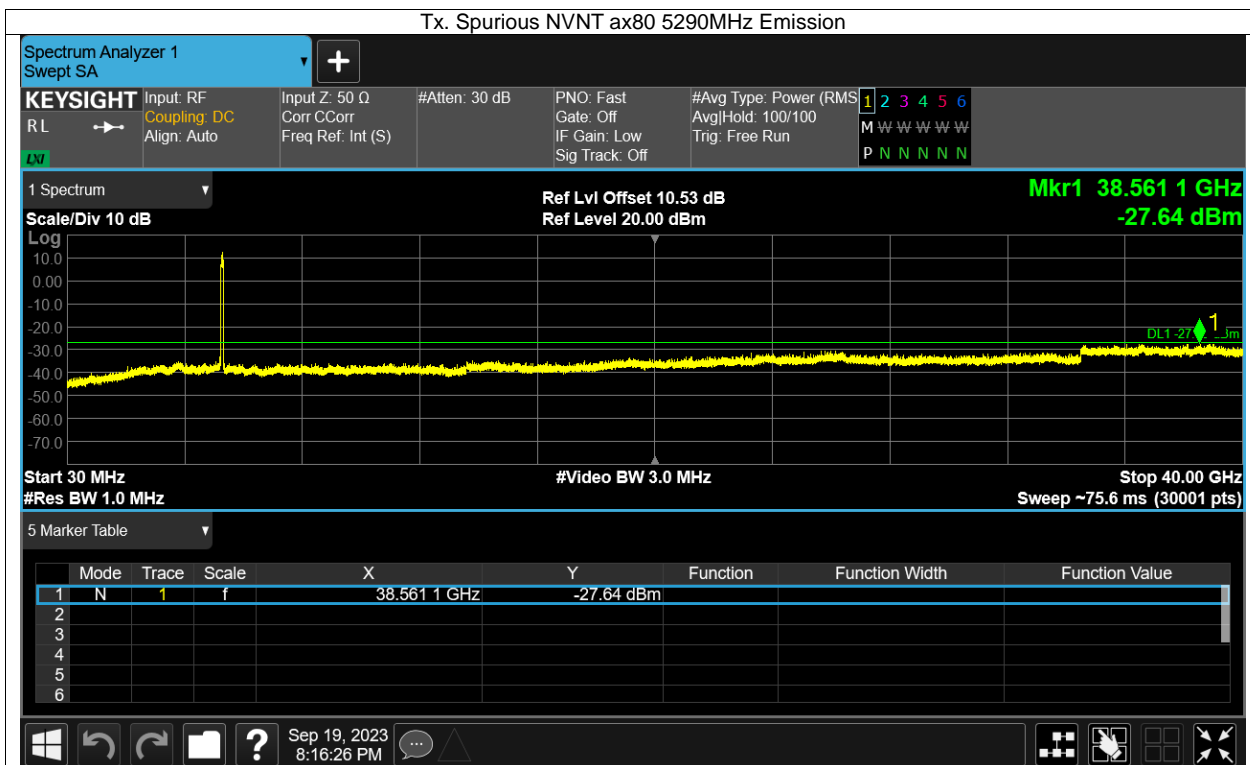 Tx. Spurious NVNT ax80 5290MHz Emission
Spectrum Analyzer 1
Swept SA
KEYSIGHT
RL
LXI
Input: RF
Coupling: DC
Align: Auto
Input Z: 50 Ω
Corr CCorr
Freq Ref: Int (S)
#Atten: 30 dB
PNO: Fast
Gate: Off
IF Gain: Low
Sig Track: Off
#Avg Type: Power (RMS
Avg|Hold: 100/100
Trig: Free Run
1 2 3 4 5 6
M W W W W W
P N N N N N
1 Spectrum
Scale/Div 10 dB
Ref Lvl Offset 10.53 dB
Ref Level 20.00 dBm
Mkr1 38.561 1 GHz
-27.64 dBm
Log
10.0
0.00
-10.0
-20.0
-30.0
-40.0
-50.0
-60.0
-70.0
1
DL1
Start 30 MHz
#Res BW 1.0 MHz
#Video BW 3.0 MHz
Stop 40.00 GHz
Sweep ~75.6 ms (30001 pts)
5 Marker Table
Mode Trace Scale X Y Function Function Width Function Value
1 N 1 f 38.561 1 GHz -27.64 dBm
2
3
4
5
6
?
Sep 19, 2023
8:16:26 PM